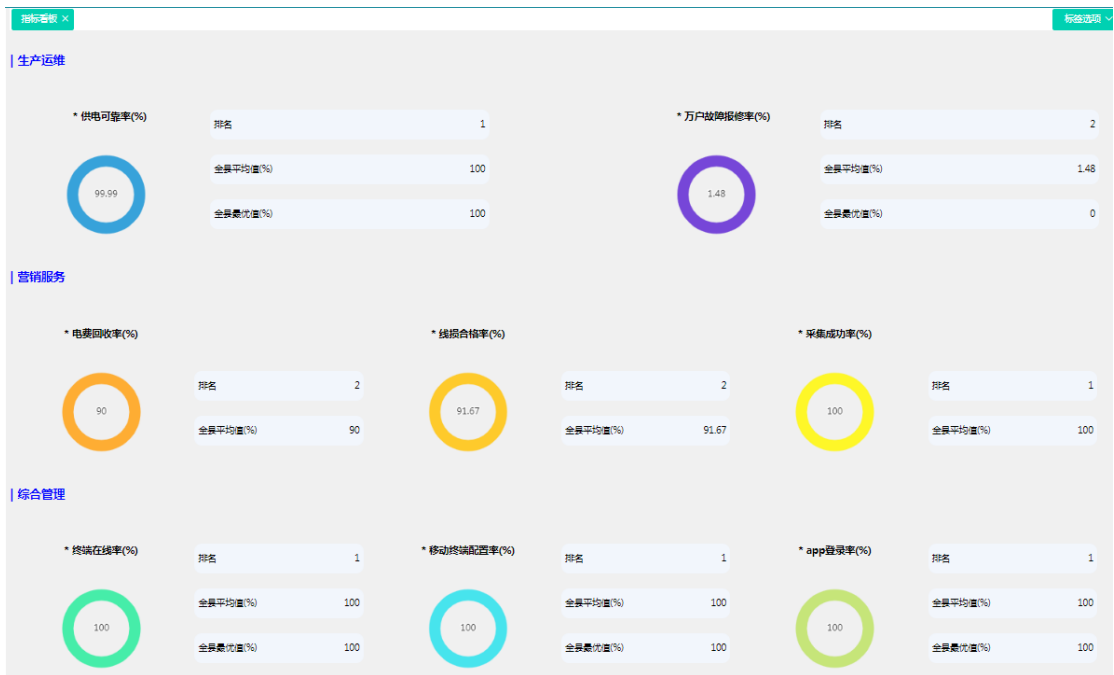 指标看板 ×
标签选项
生产运维
* 供电可靠率(%)
排名 1
99.99
全县平均值(%) 100
全县最优值(%) 100
* 万户故障报修率(%)
排名 2
1.48
全县平均值(%) 1.48
全县最优值(%) 0
营销服务
* 电费回收率(%)
90
排名 2
全县平均值(%) 90
* 线损合格率(%)
91.67
排名 2
全县平均值(%) 91.67
* 采集成功率(%)
100
排名 1
全县平均值(%) 100
综合管理
* 终端在线率(%)
排名 1
100
全县平均值(%) 100
全县最优值(%) 100
* 移动终端配置率(%)
排名 1
100
全县平均值(%) 100
全县最优值(%) 100
* app登录率(%)
排名 1
100
全县平均值(%) 100
全县最优值(%) 100